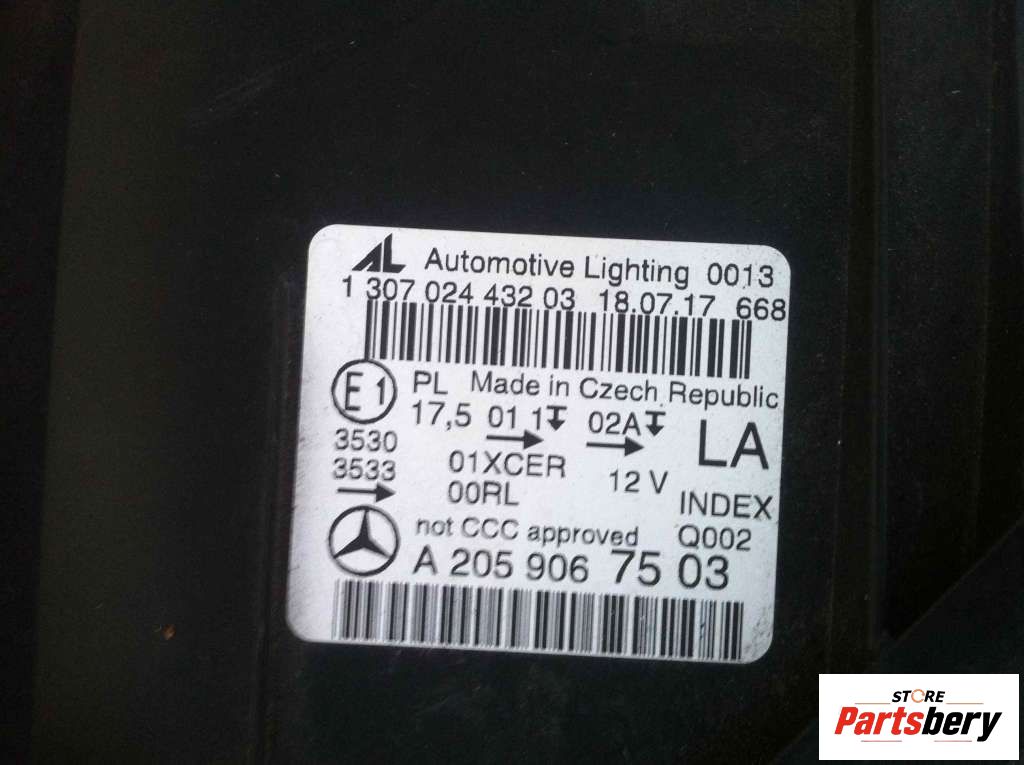 AL Automotive Lighting 0013
1 307 024 432 03 18.07.17 668
E1 PL Made in Czech Republic
17,5 01 1 02A LA
3530
3533 01XCER 12 V
00RL INDEX
not CCC approved Q002
A 205 906 75 03
STORE
Partsbery